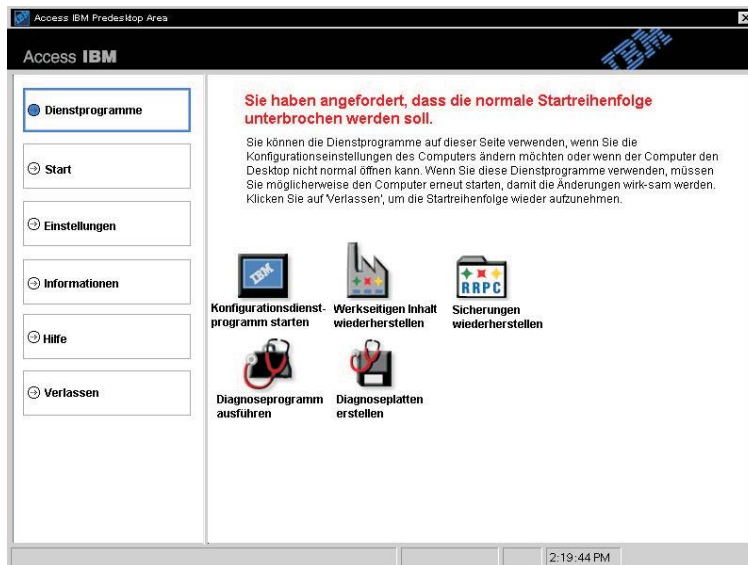 Access IBM Predesktop Area
Access IBM
IBM
Dienstprogramme
Start
Einstellungen
Informationen
Hilfe
Verlassen
Sie haben angefordert, dass die normale Startreihenfolge
unterbrochen werden soll.
Sie können die Dienstprogramme auf dieser Seite verwenden, wenn Sie die
Konfigurationseinstellungen des Computers ändern möchten oder wenn der Computer den
Desktop nicht normal öffnen kann. Wenn Sie diese Dienstprogramme verwenden, müssen
Sie möglicherweise den Computer erneut starten, damit die Änderungen wirk-sam werden.
Klicken Sie auf 'Verlassen', um die Startreihenfolge wieder aufzunehmen.
IBM
Konfigurationsdienst-
programm starten
Werkseitigen Inhalt
wiederherstellen
RRPC
Sicherungen
wiederherstellen
Diagnoseprogramm
ausführen
Diagnoseplatten
erstellen
2:19:44 PM